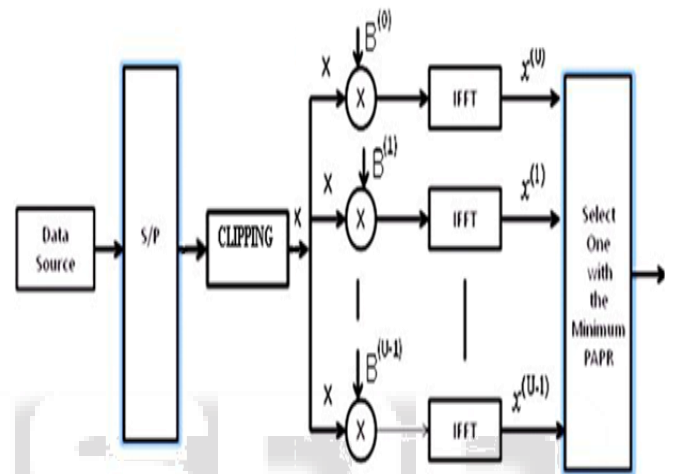 Data
Source
S/P
CLIPPING
X
X
B(0)
X
IFFT
x(0)
X
B(1)
X
IFFT
x(1)
X
B(U-1)
X
IFFT
x(U-1)
Select
One
with
the
Minimum
PAPR